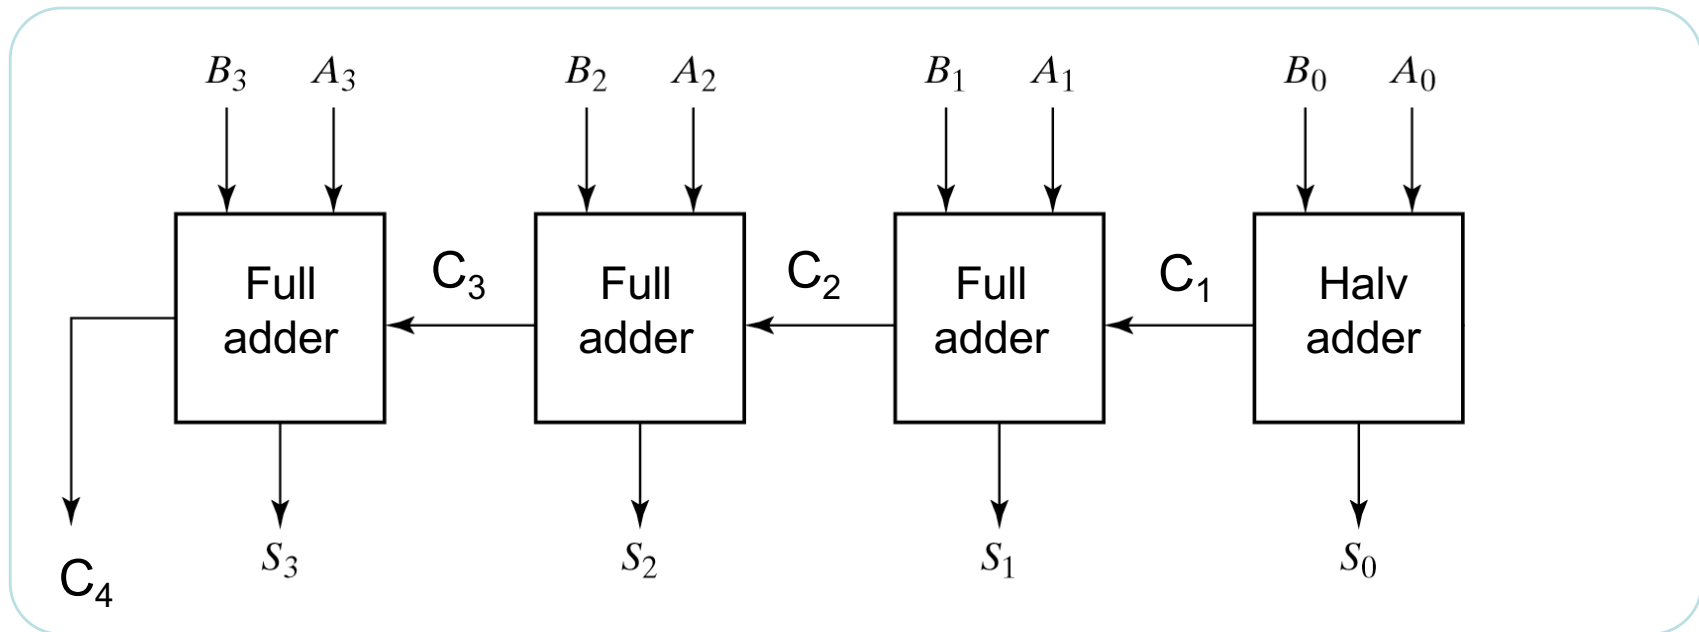 B₃ A₃ B₂ A₂ B₁ A₁ B₀ A₀
C₃ C₂ C₁
Full Full Full Halv
adder adder adder adder
S₃ S₂ S₁ S₀
C₄